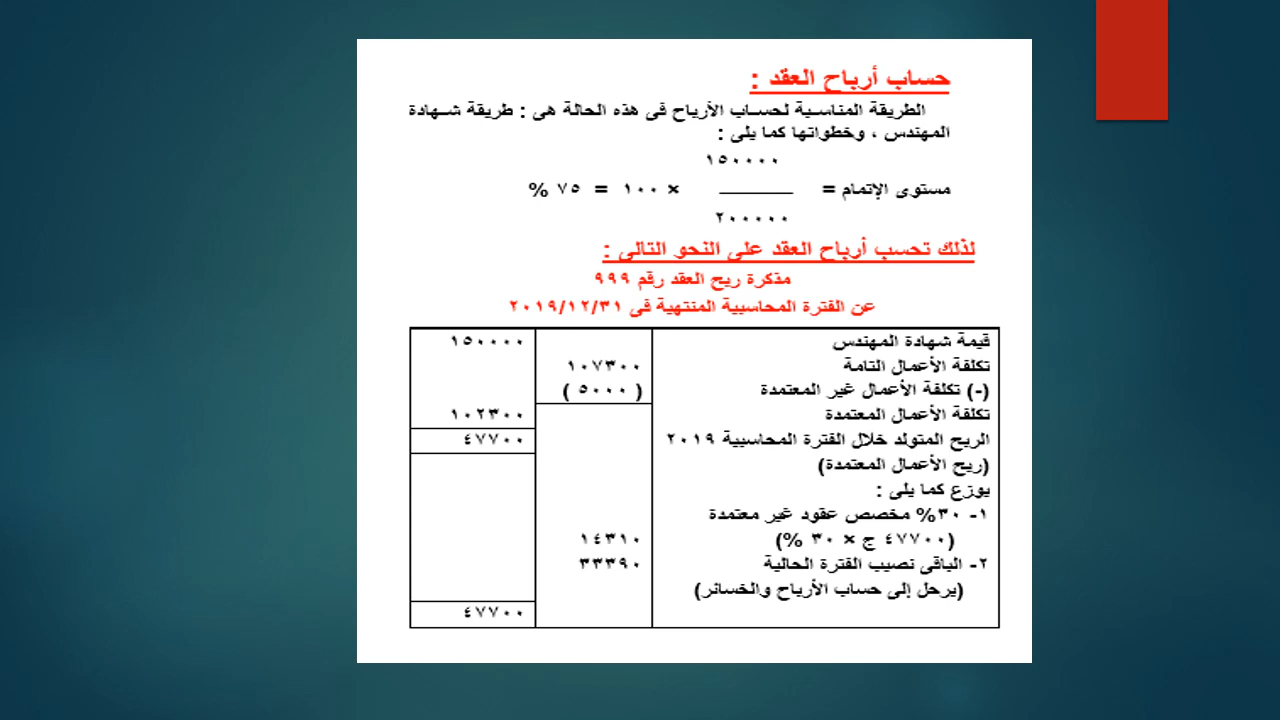 حساب أرباح العقد :
الطريقة المناسبة لحساب الأرباح فى هذه الحالة هى : طريقة شهادة
المهندس ، وخطواتها كما يلى :
١٥٠٠٠٠
مستوى الإتمام = ـــــــــ × ١٠٠ = ٧٥ %
٢٠٠٠٠٠
لذلك تحسب أرباح العقد على النحو التالى :
مذكرة ربح العقد رقم ٩٩٩
عن الفترة المحاسبية المنتهية فى ٢٠١٩/١٢/٣١
قيمة شهادة المهندس ١٥٠٠٠٠
تكلفة الأعمال التامة ١٠٧٣٠٠
(-) تكلفة الأعمال غير المعتمدة ( ٥٠٠٠ )
تكلفة الأعمال المعتمدة ١٠٢٣٠٠
الربح المتولد خلال الفترة المحاسبية ٢٠١٩ ٤٧٧٠٠
(ربح الأعمال المعتمدة)
يوزع كما يلى :
١- ٣٠% مخصص عقود غير معتمدة
(٤٧٧٠٠ ج × ٣٠ %) ١٤٣١٠
٢- الباقى نصيب الفترة الحالية ٣٣٣٩٠
(يرحل إلى حساب الأرباح والخسائر)
٤٧٧٠٠